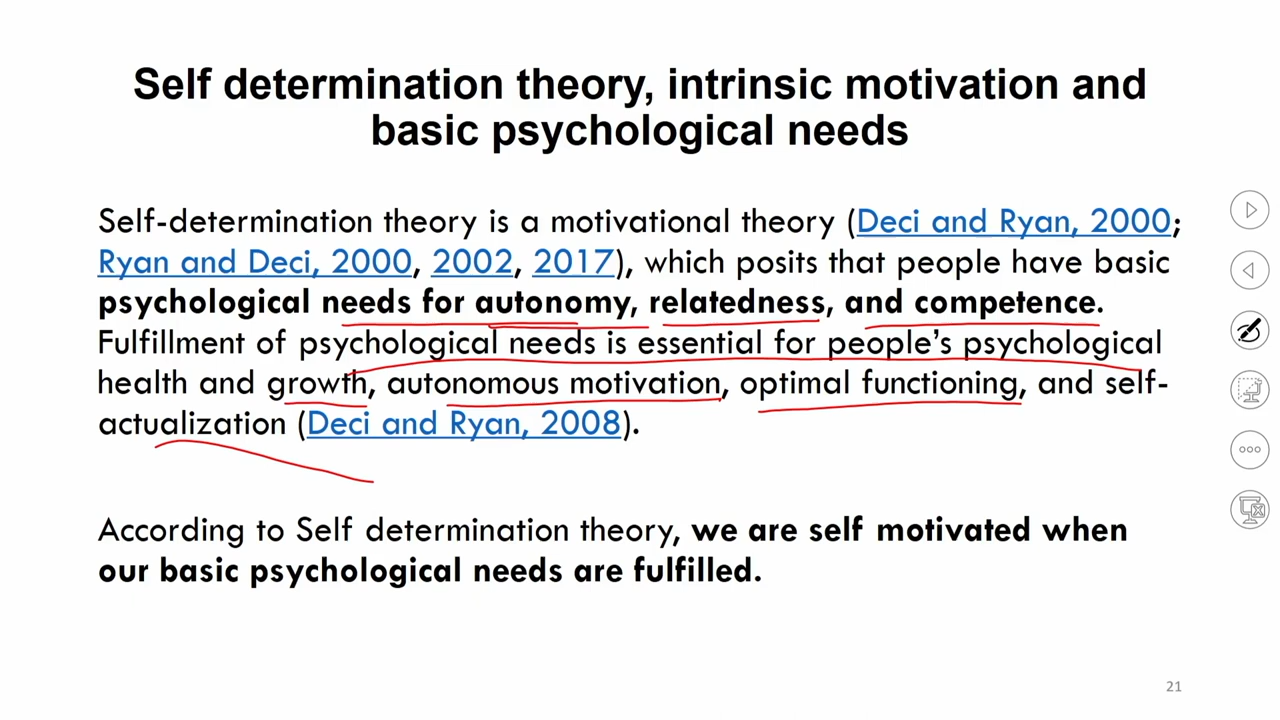 Self determination theory, intrinsic motivation and
basic psychological needs
Self-determination theory is a motivational theory (Deci and Ryan, 2000;
Ryan and Deci, 2000, 2002, 2017), which posits that people have basic
psychological needs for autonomy, relatedness, and competence.
Fulfillment of psychological needs is essential for people’s psychological
health and growth, autonomous motivation, optimal functioning, and self-
actualization (Deci and Ryan, 2008).
According to Self determination theory, we are self motivated when
our basic psychological needs are fulfilled.
21